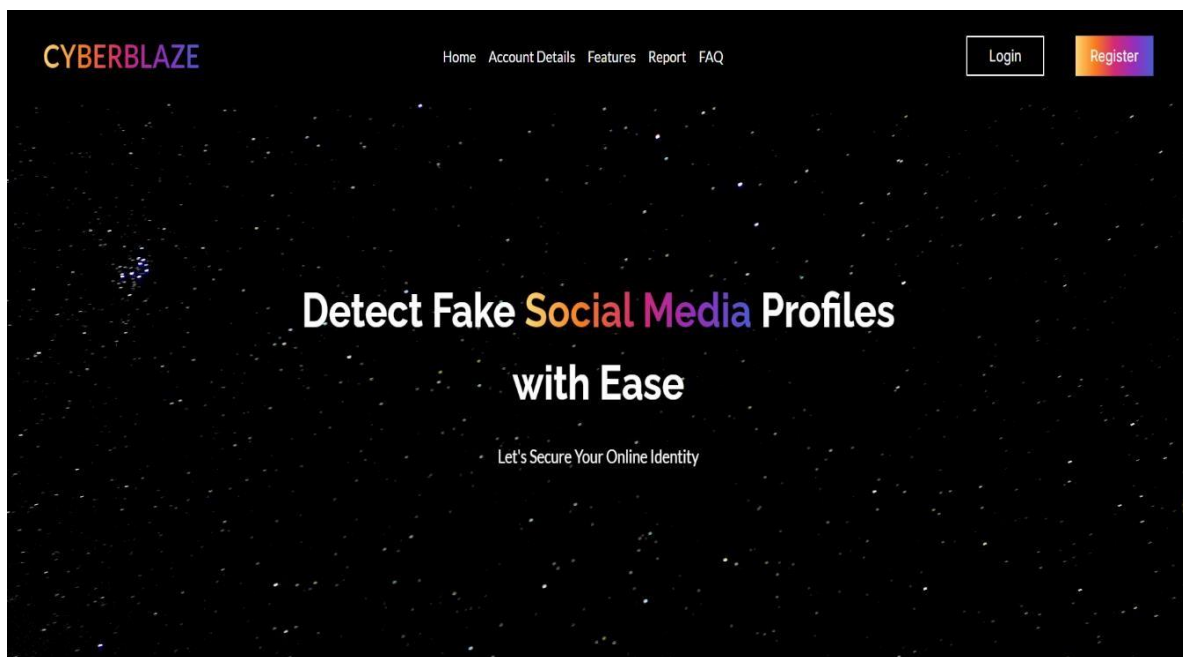 CYBERBLAZE
Home Account Details Features Report FAQ
Login
Register
Detect Fake Social Media Profiles
with Ease
Let's Secure Your Online Identity